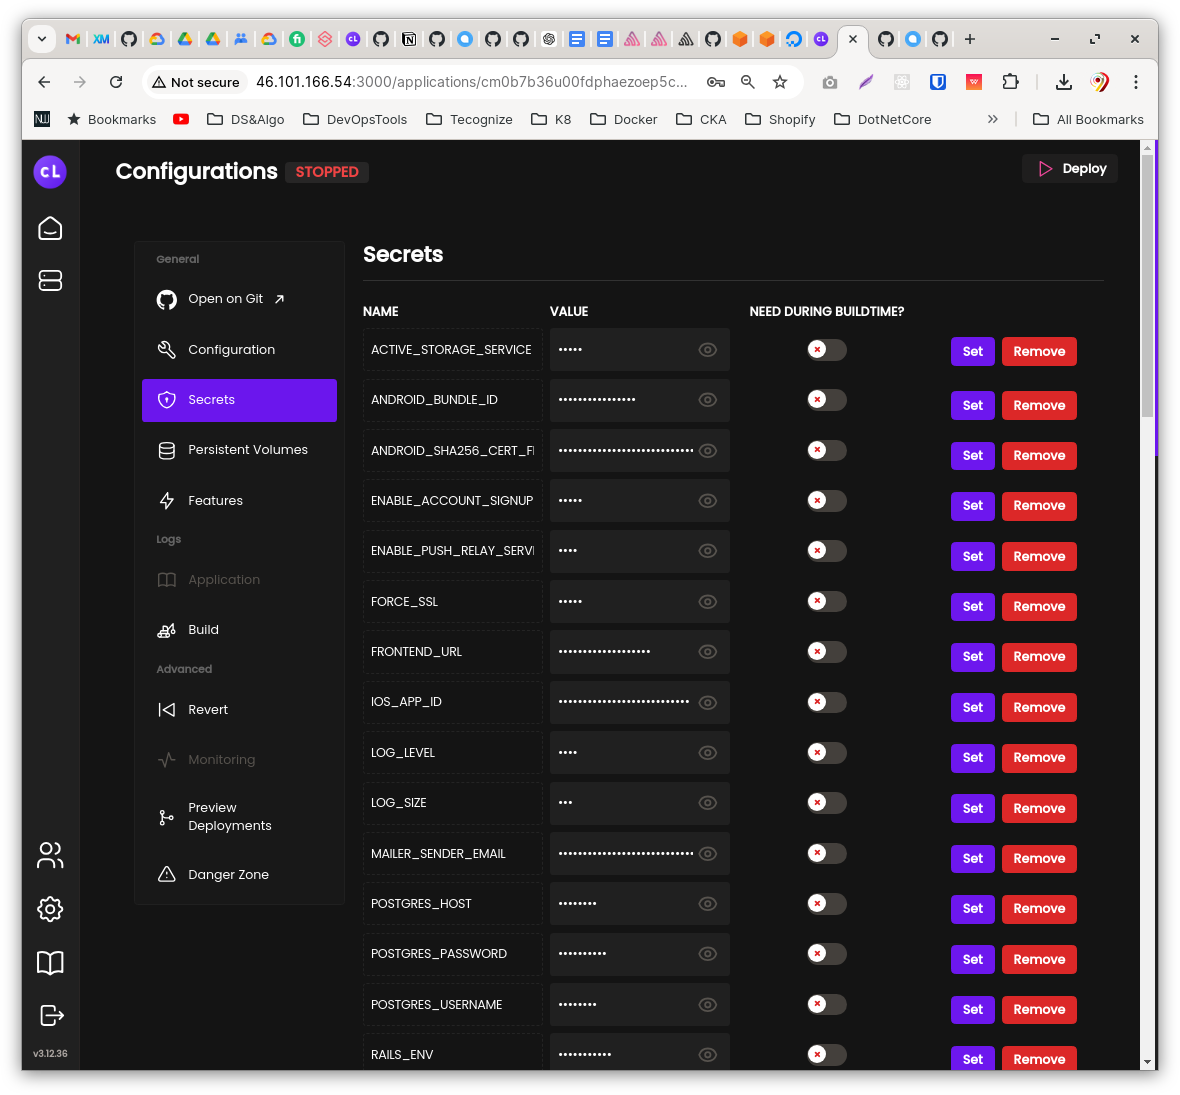 Not secure
46.101.166.54:3000/applications/cm0b7b36u00fdphaezoep5c...
Bookmarks
DS&Algo
DevOpsTools
Tecognize
K8
Docker
CKA
Shopify
DotNetCore
All Bookmarks
CL
Configurations
STOPPED
Deploy
General
Open on Git
Configuration
Secrets
Persistent Volumes
Features
Logs
Application
Build
Advanced
Revert
Monitoring
Preview
Deployments
Danger Zone
v3.12.36
Secrets
NAME VALUE NEED DURING BUILDTIME?
ACTIVE_STORAGE_SERVICE ••••• Set Remove
ANDROID_BUNDLE_ID •••••••••••••••• Set Remove
ANDROID_SHA256_CERT_FI •••••••••••••••••••••••••••• Set Remove
ENABLE_ACCOUNT_SIGNUP ••••• Set Remove
ENABLE_PUSH_RELAY_SERVI •••• Set Remove
FORCE_SSL ••••• Set Remove
FRONTEND_URL ••••••••••••••••••• Set Remove
IOS_APP_ID ••••••••••••••••••••••••••• Set Remove
LOG_LEVEL •••• Set Remove
LOG_SIZE ••• Set Remove
MAILER_SENDER_EMAIL •••••••••••••••••••••••••••• Set Remove
POSTGRES_HOST •••••••• Set Remove
POSTGRES_PASSWORD •••••••••• Set Remove
POSTGRES_USERNAME •••••••• Set Remove
RAILS_ENV ••••••••••• Set Remove